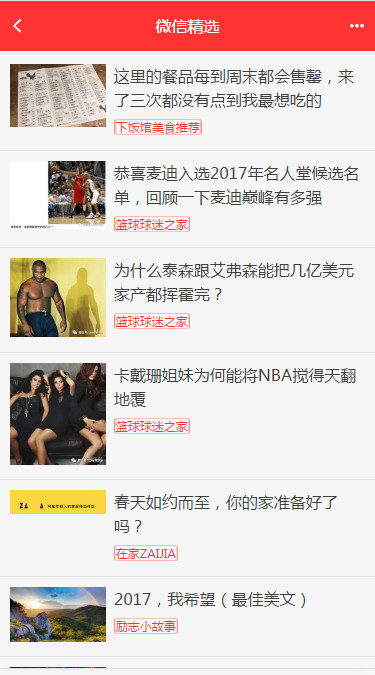 微信精选
这里的餐品每到周末都会售罄，来
了三次都没有点到我最想吃的
下饭馆美食推荐
恭喜麦迪入选2017年名人堂候选名
单，回顾一下麦迪巅峰有多强
篮球球迷之家
为什么泰森跟艾弗森能把几亿美元
家产都挥霍完？
篮球球迷之家
卡戴珊姐妹为何能将NBA搅得天翻
地覆
篮球球迷之家
春天如约而至，你的家准备好了
吗？
在家ZAIJIA
2017，我希望（最佳美文）
励志小故事